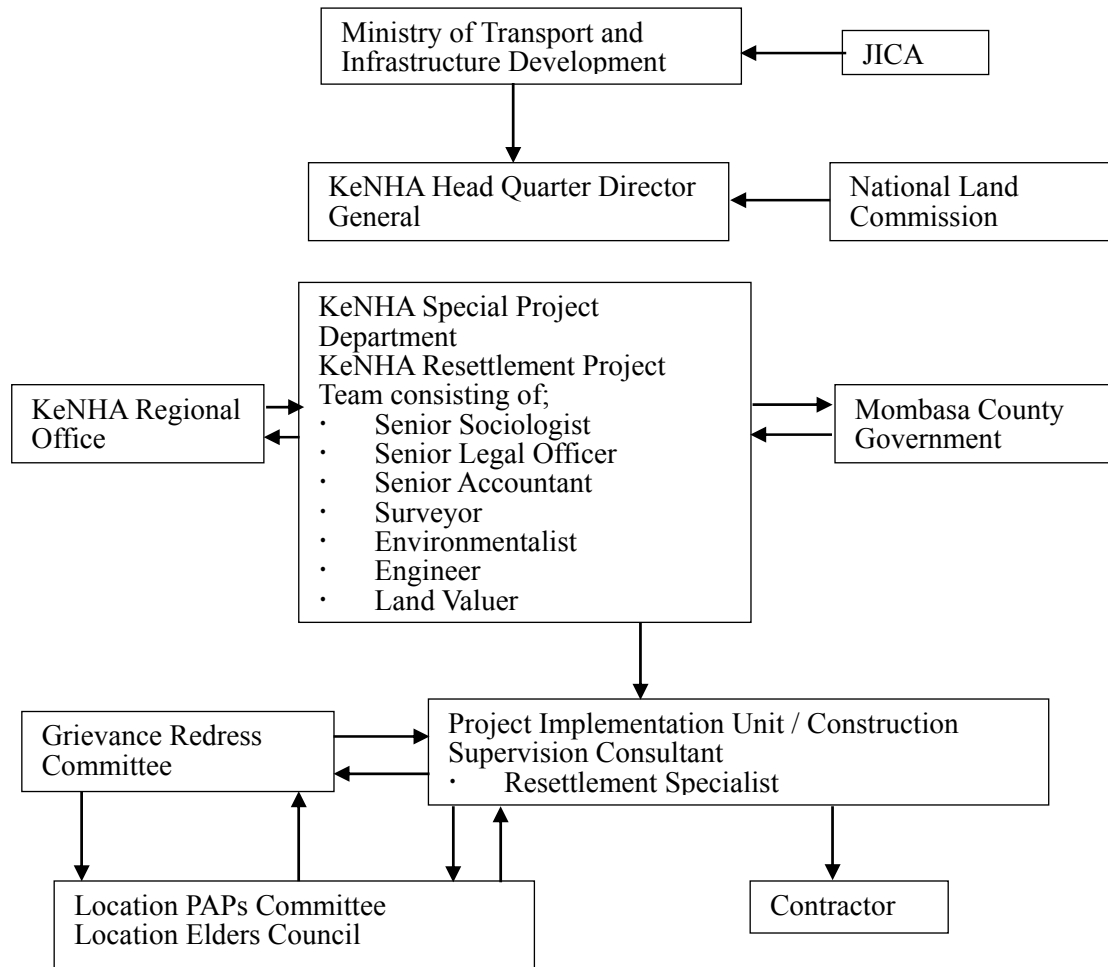 Ministry of Transport and
Infrastructure Development
JICA
KeNHA Head Quarter Director
General
National Land
Commission
KeNHA Special Project
Department
KeNHA Resettlement Project
Team consisting of;
・ Senior Sociologist
・ Senior Legal Officer
・ Senior Accountant
・ Surveyor
・ Environmentalist
・ Engineer
・ Land Valuer
KeNHA Regional
Office
Mombasa County
Government
Grievance Redress
Committee
Project Implementation Unit / Construction
Supervision Consultant
・ Resettlement Specialist
Location PAPs Committee
Location Elders Council
Contractor